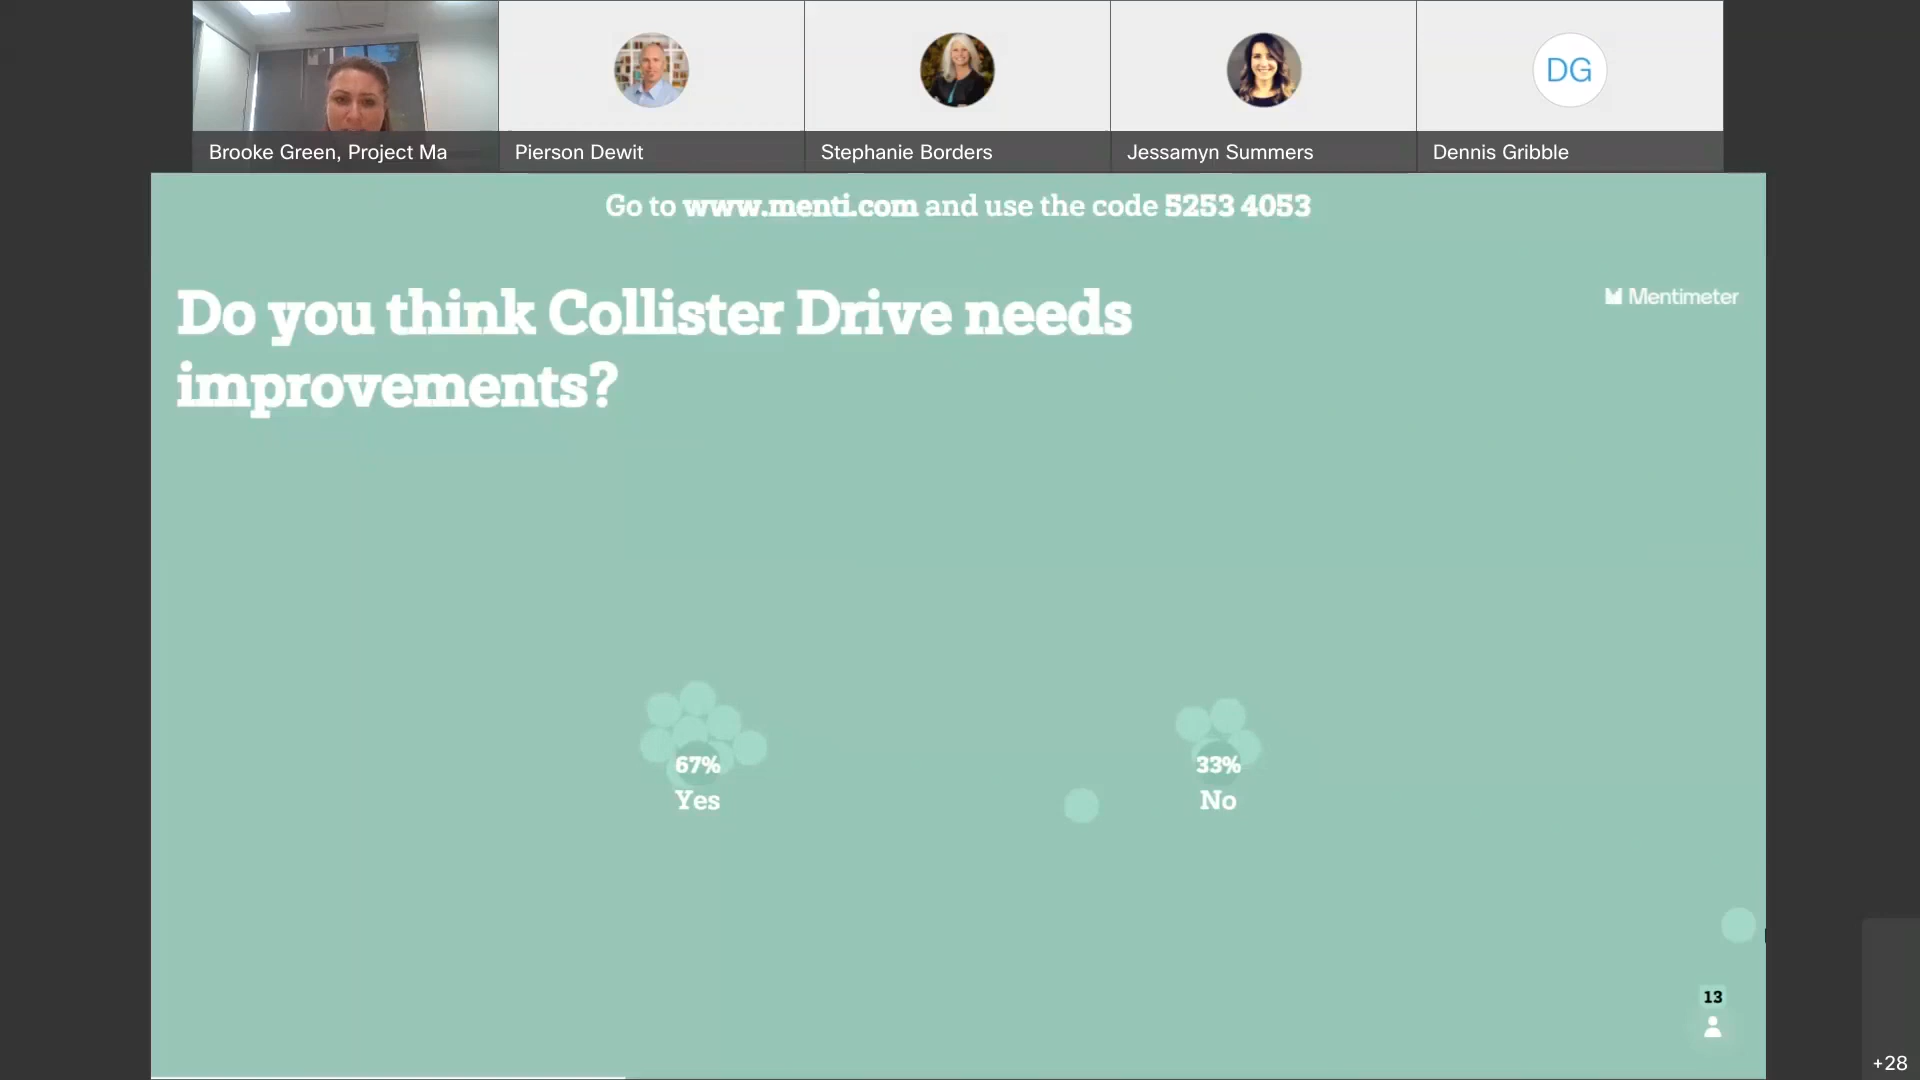 Brooke Green, Project Ma
Pierson Dewit
Stephanie Borders
Jessamyn Summers
DG
Dennis Gribble
Go to www.menti.com and use the code 5253 4053
Mentimeter
Do you think Collister Drive needs
improvements?
67%
Yes
33%
No
13
+28